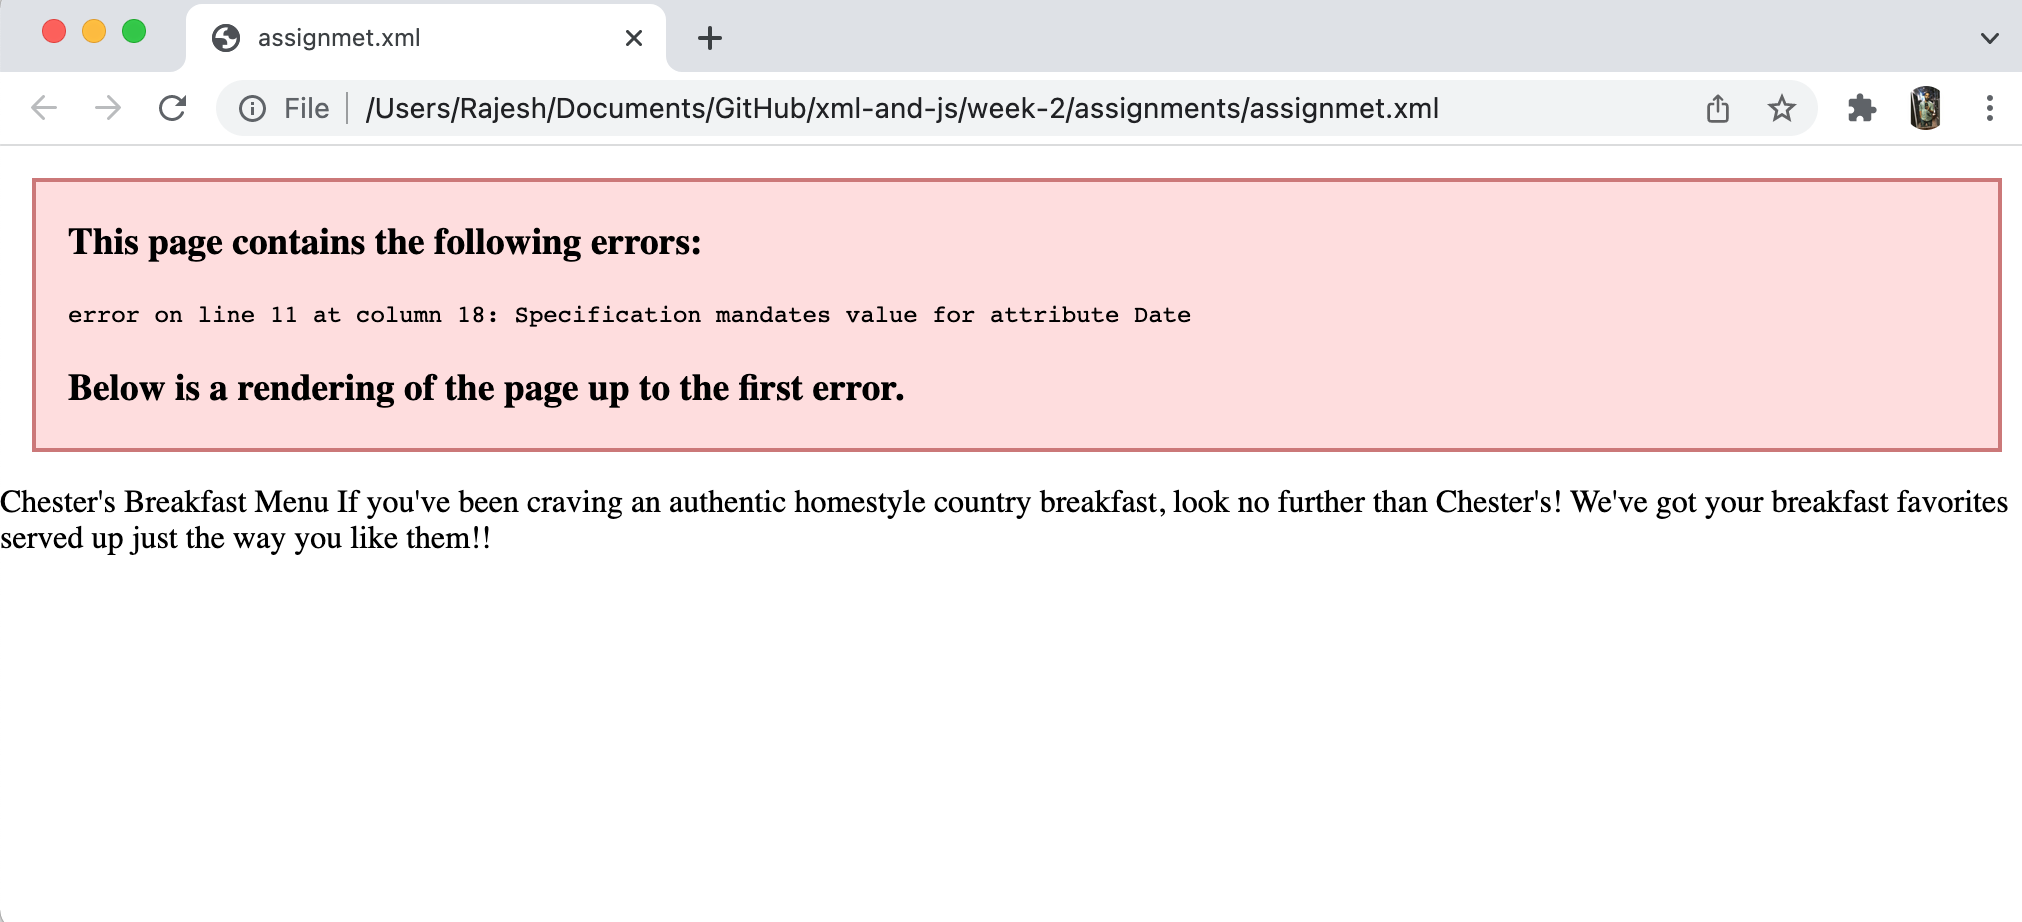 assignmet.xml
File /Users/Rajesh/Documents/GitHub/xml-and-js/week-2/assignments/assignmet.xml
This page contains the following errors:
error on line 11 at column 18: Specification mandates value for attribute Date
Below is a rendering of the page up to the first error.
Chester's Breakfast Menu If you've been craving an authentic homestyle country breakfast, look no further than Chester's! We've got your breakfast favorites
served up just the way you like them!!